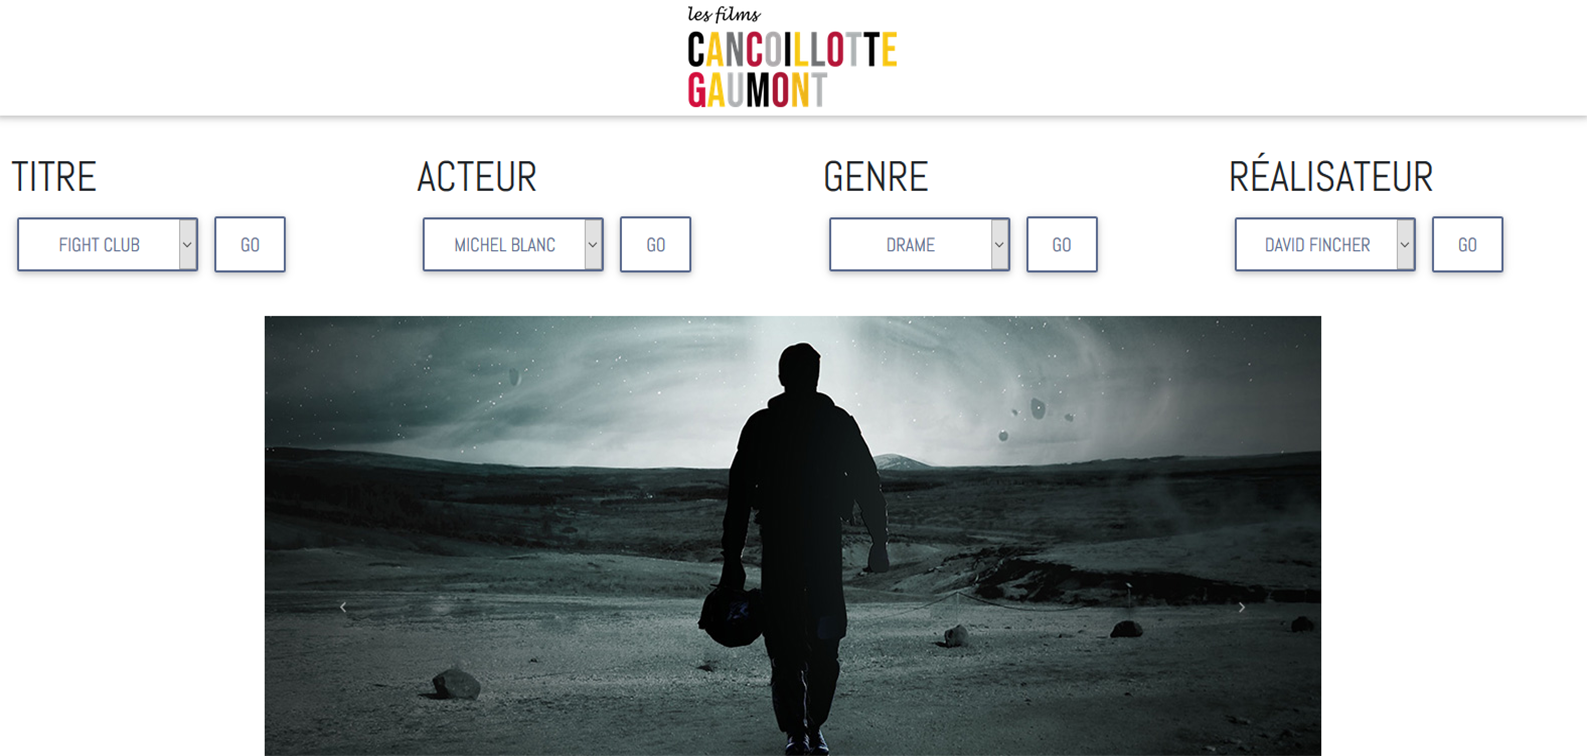 les films
CANCOILLOTTE
GAUMONT
TITRE
ACTEUR
GENRE
RÉALISATEUR
FIGHT CLUB
GO
MICHEL BLANC
GO
DRAME
GO
DAVID FINCHER
GO